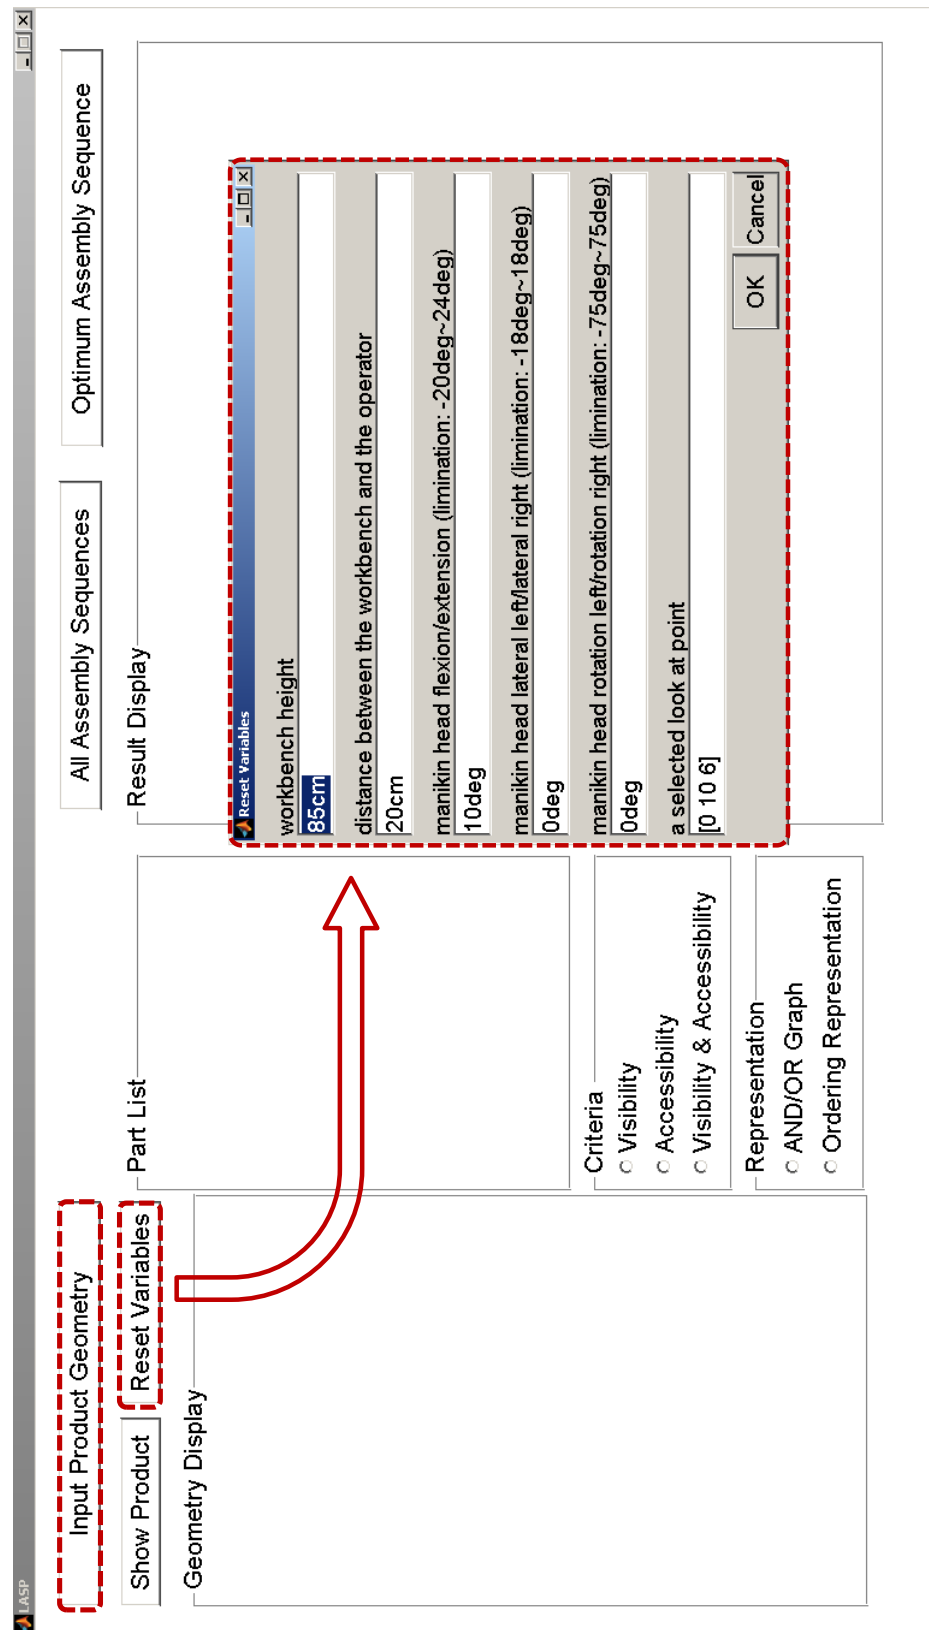 LASP
Input Product Geometry
Show Product
Reset Variables
Geometry Display
Part List
Criteria
Visibility
Accessibility
Visibility & Accessibility
Representation
AND/OR Graph
Ordering Representation
All Assembly Sequences
Optimum Assembly Sequence
Result Display
Reset Variables
workbench height
85cm
distance between the workbench and the operator
20cm
manikin head flexion/extension (limination: -20deg~24deg)
10deg
manikin head lateral left/lateral right (limination: -18deg~18deg)
0deg
manikin head rotation left/rotation right (limination: -75deg~75deg)
0deg
a selected look at point
[0 10 6]
OK
Cancel